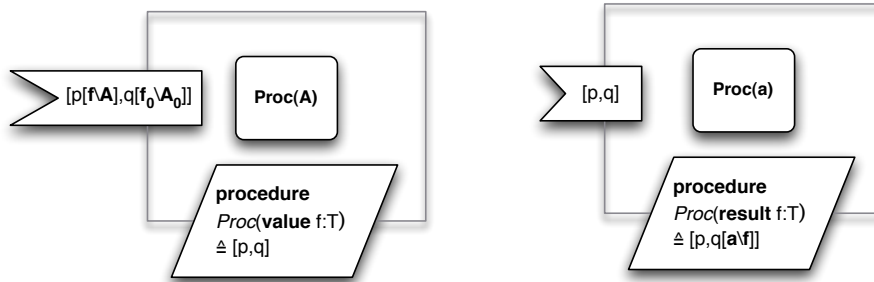 [p[f\A],q[f₀\A₀]]
Proc(A)
procedure
Proc(value f:T)
≙ [p,q]
[p,q]
Proc(a)
procedure
Proc(result f:T)
≙ [p,q[a\f]]